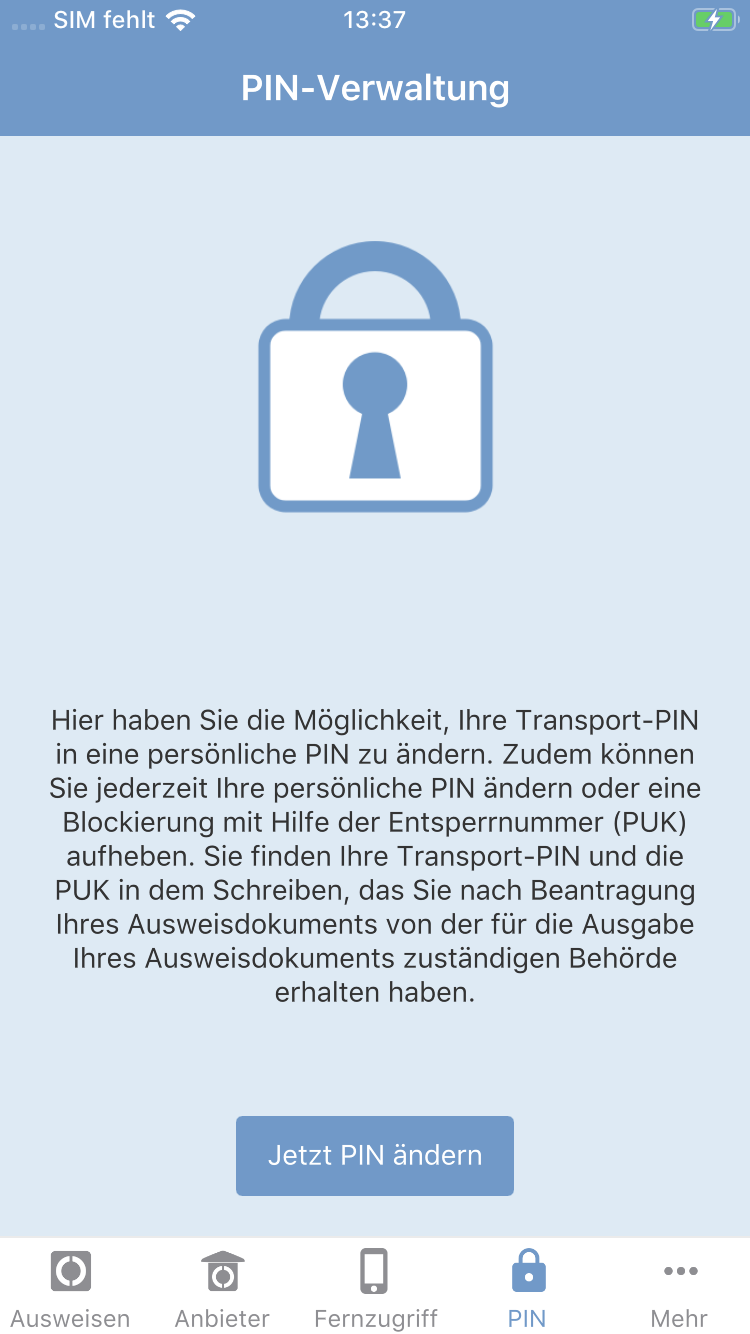 SIM fehlt 13:37
PIN-Verwaltung
Hier haben Sie die Möglichkeit, Ihre Transport-PIN
in eine persönliche PIN zu ändern. Zudem können
Sie jederzeit Ihre persönliche PIN ändern oder eine
Blockierung mit Hilfe der Entsperrnummer (PUK)
aufheben. Sie finden Ihre Transport-PIN und die
PUK in dem Schreiben, das Sie nach Beantragung
Ihres Ausweisdokuments von der für die Ausgabe
Ihres Ausweisdokuments zuständigen Behörde
erhalten haben.
Jetzt PIN ändern
Ausweisen Anbieter Fernzugriff PIN Mehr